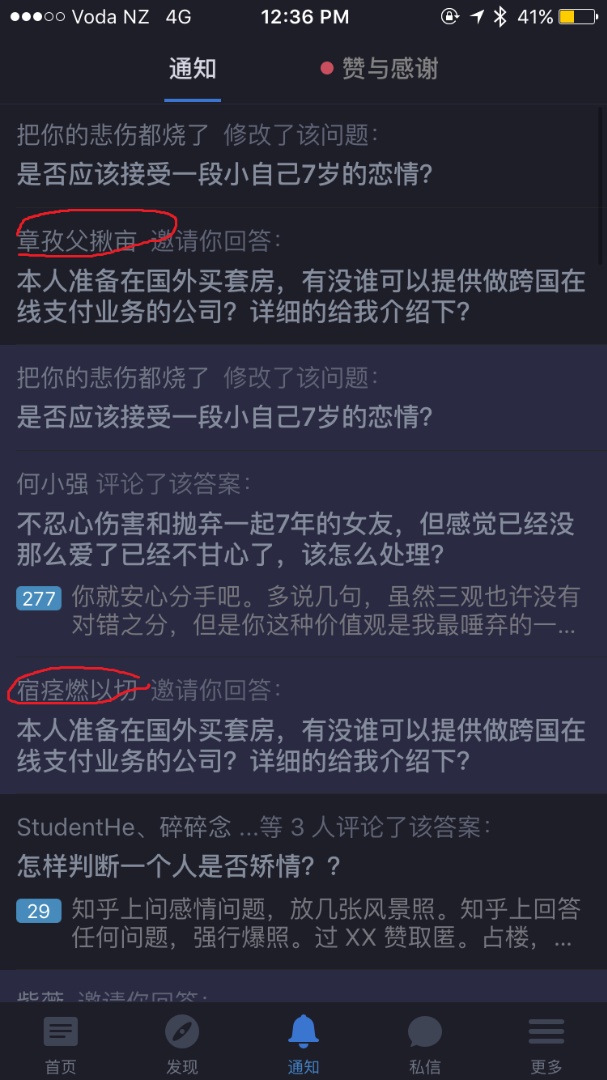 Voda NZ 4G 12:36 PM 41%
通知 赞与感谢
把你的悲伤都烧了 修改了该问题：
是否应该接受一段小自己7岁的恋情？
章孜父揪亩 邀请你回答：
本人准备在国外买套房，有没谁可以提供做跨国在
线支付业务的公司？详细的给我介绍下？
把你的悲伤都烧了 修改了该问题：
是否应该接受一段小自己7岁的恋情？
何小强 评论了该答案：
不忍心伤害和抛弃一起7年的女友，但感觉已经没
那么爱了已经不甘心了，该怎么处理？
277 你就安心分手吧。多说几句，虽然三观也许没有
对错之分，但是你这种价值观是我最唾弃的一...
宿痉燃以切 邀请你回答：
本人准备在国外买套房，有没谁可以提供做跨国在
线支付业务的公司？详细的给我介绍下？
StudentHe、碎碎念 ...等 3 人评论了该答案：
怎样判断一个人是否矫情？？
29 知乎上问感情问题，放几张风景照。知乎上回答
任何问题，强行爆照。过 XX 赞取匿。占楼，...
紫薇 邀请你回答：
首页 发现 通知 私信 更多